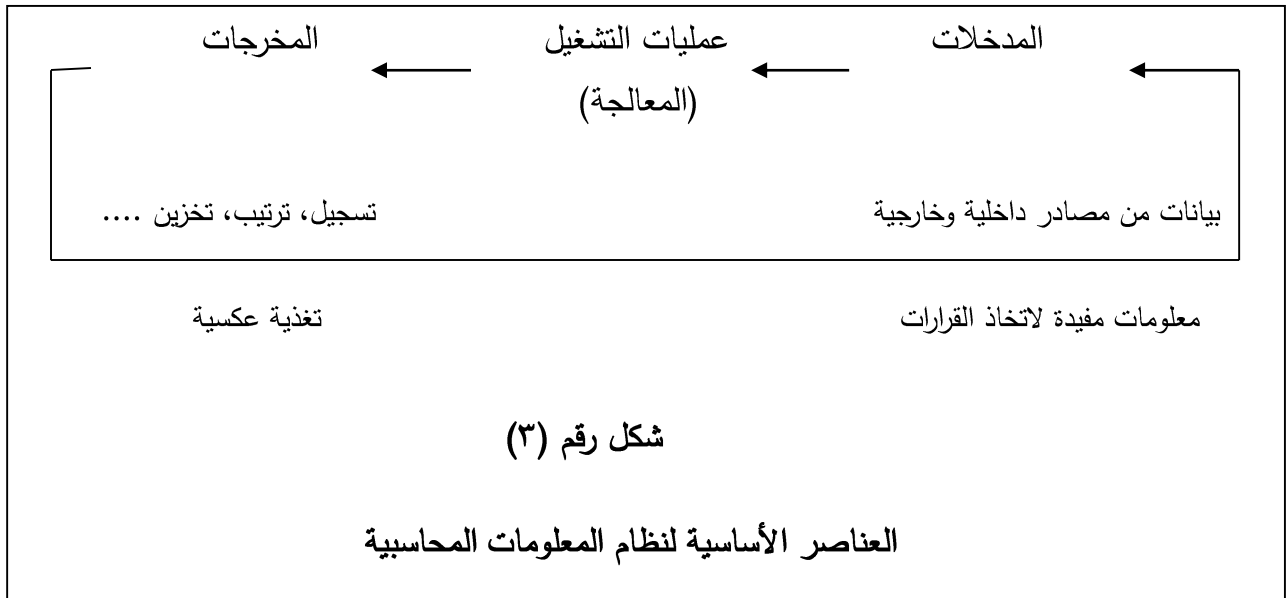 المدخلات عمليات التشغيل المخرجات
(المعالجة)
بيانات من مصادر داخلية وخارجية تسجيل، ترتيب، تخزين ....
معلومات مفيدة لاتخاذ القرارات تغذية عكسية
شكل رقم (٣)
العناصر الأساسية لنظام المعلومات المحاسبية